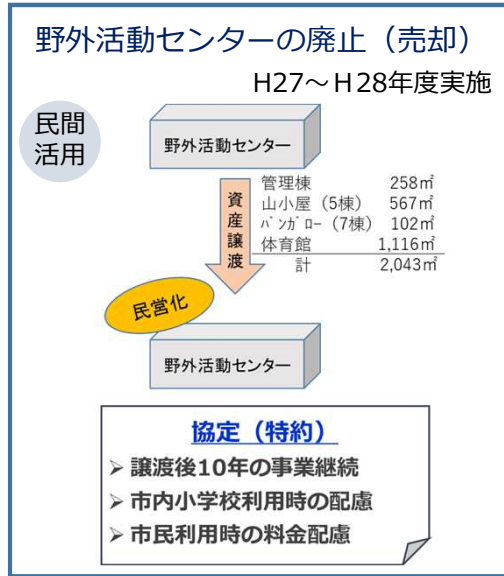 野外活動センターの廃止（売却）
H27～H28年度実施
民間
活用
野外活動センター
資産譲渡
管理棟 258㎡
山小屋（5棟） 567㎡
ﾊﾞﾝｶﾞﾛｰ（7棟） 102㎡
体育館 1,116㎡
計 2,043㎡
民営化
野外活動センター
協定（特約）
➢ 譲渡後10年の事業継続
➢ 市内小学校利用時の配慮
➢ 市民利用時の料金配慮